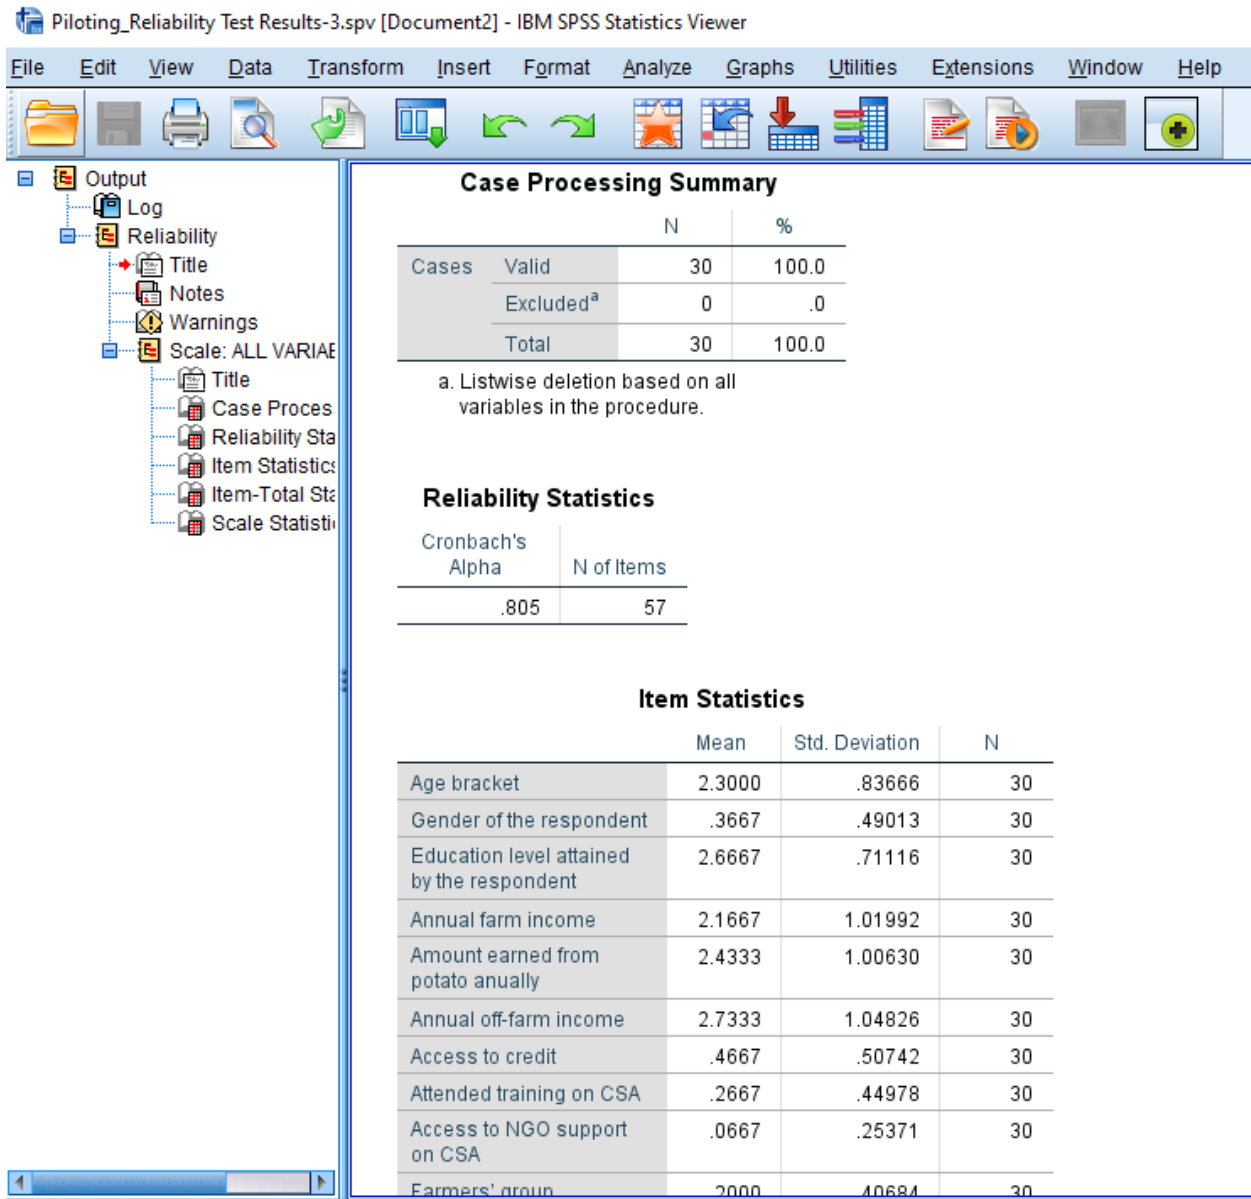 Piloting_Reliability Test Results-3.spv [Document2] - IBM SPSS Statistics Viewer
File Edit View Data Transform Insert Format Analyze Graphs Utilities Extensions Window Help
Output
Log
Reliability
Title
Notes
Warnings
Scale: ALL VARIAE
Title
Case Proces
Reliability Sta
Item Statistics
Item-Total Sta
Scale Statisti
Case Processing Summary
N %
Cases Valid 30 100.0
Excludedᵃ 0 .0
Total 30 100.0
a. Listwise deletion based on all
variables in the procedure.
Reliability Statistics
Cronbach's
Alpha N of Items
.805 57
Item Statistics
Mean Std. Deviation N
Age bracket 2.3000 .83666 30
Gender of the respondent .3667 .49013 30
Education level attained 2.6667 .71116 30
by the respondent
Annual farm income 2.1667 1.01992 30
Amount earned from 2.4333 1.00630 30
potato anually
Annual off-farm income 2.7333 1.04826 30
Access to credit .4667 .50742 30
Attended training on CSA .2667 .44978 30
Access to NGO support .0667 .25371 30
on CSA
Farmers' group .2000 .40684 30